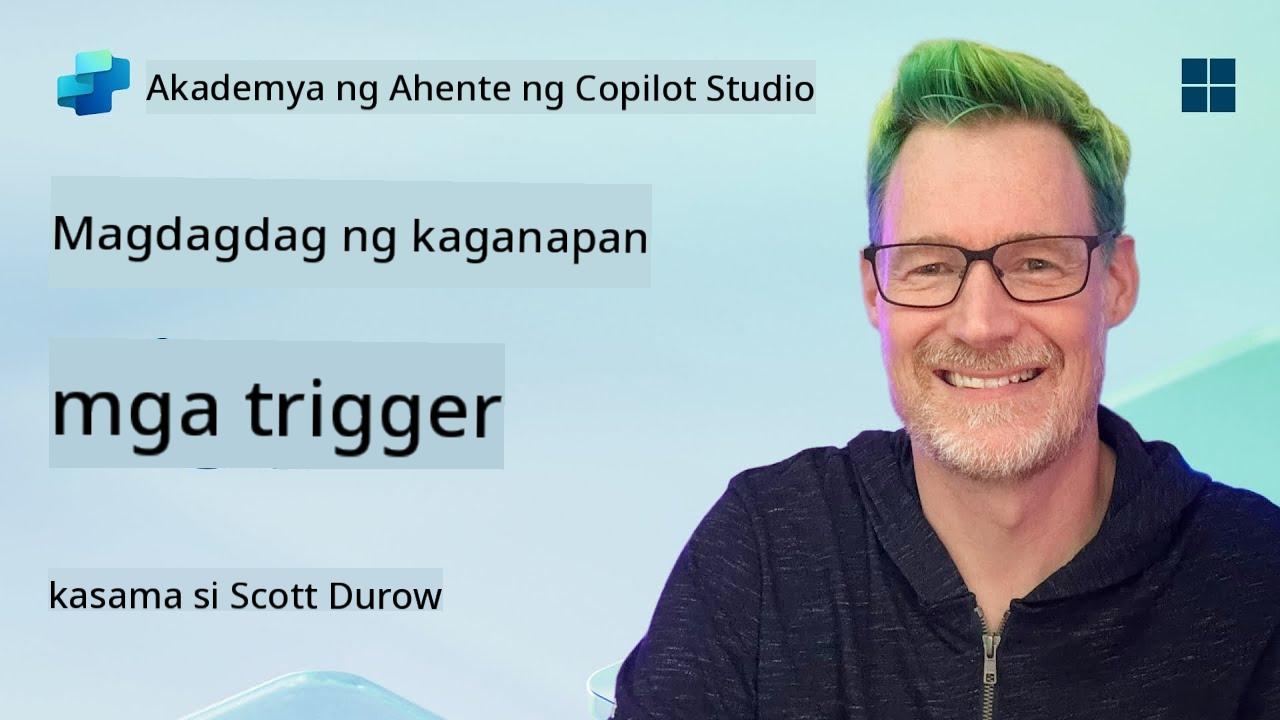 Akademya ng Ahente ng Copilot Studio
Magdagdag ng kaganapan
mga trigger
kasama si Scott Durow